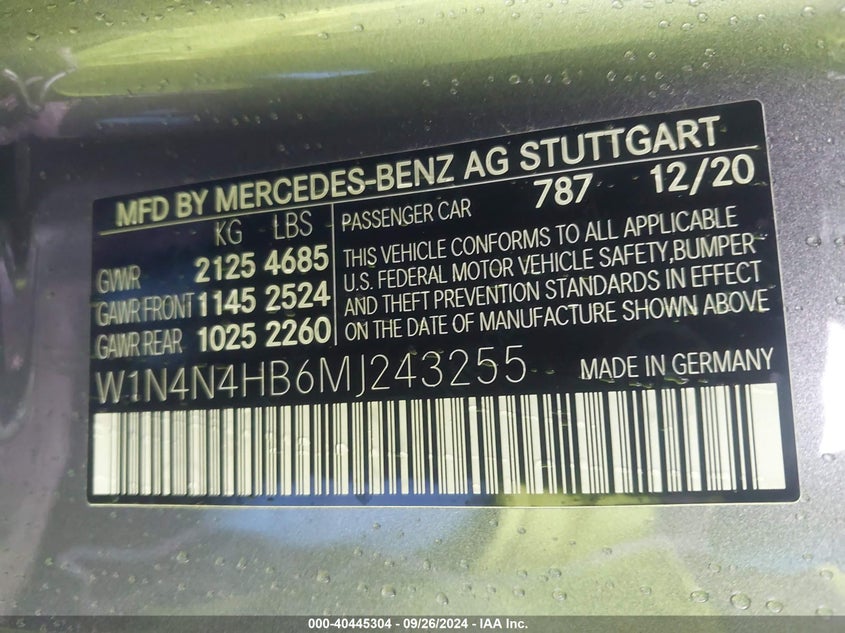 MFD BY MERCEDES-BENZ AG STUTTGART
KG LBS
GVWR 2125 4685
GAWR FRONT 1145 2524
GAWR REAR 1025 2260
PASSENGER CAR 787 12/20
THIS VEHICLE CONFORMS TO ALL APPLICABLE
U.S. FEDERAL MOTOR VEHICLE SAFETY,BUMPER
AND THEFT PREVENTION STANDARDS IN EFFECT
ON THE DATE OF MANUFACTURE SHOWN ABOVE
W1N4N4HB6MJ243255 MADE IN GERMANY
000-40445304 / 09/26/2024 - IAA Inc.